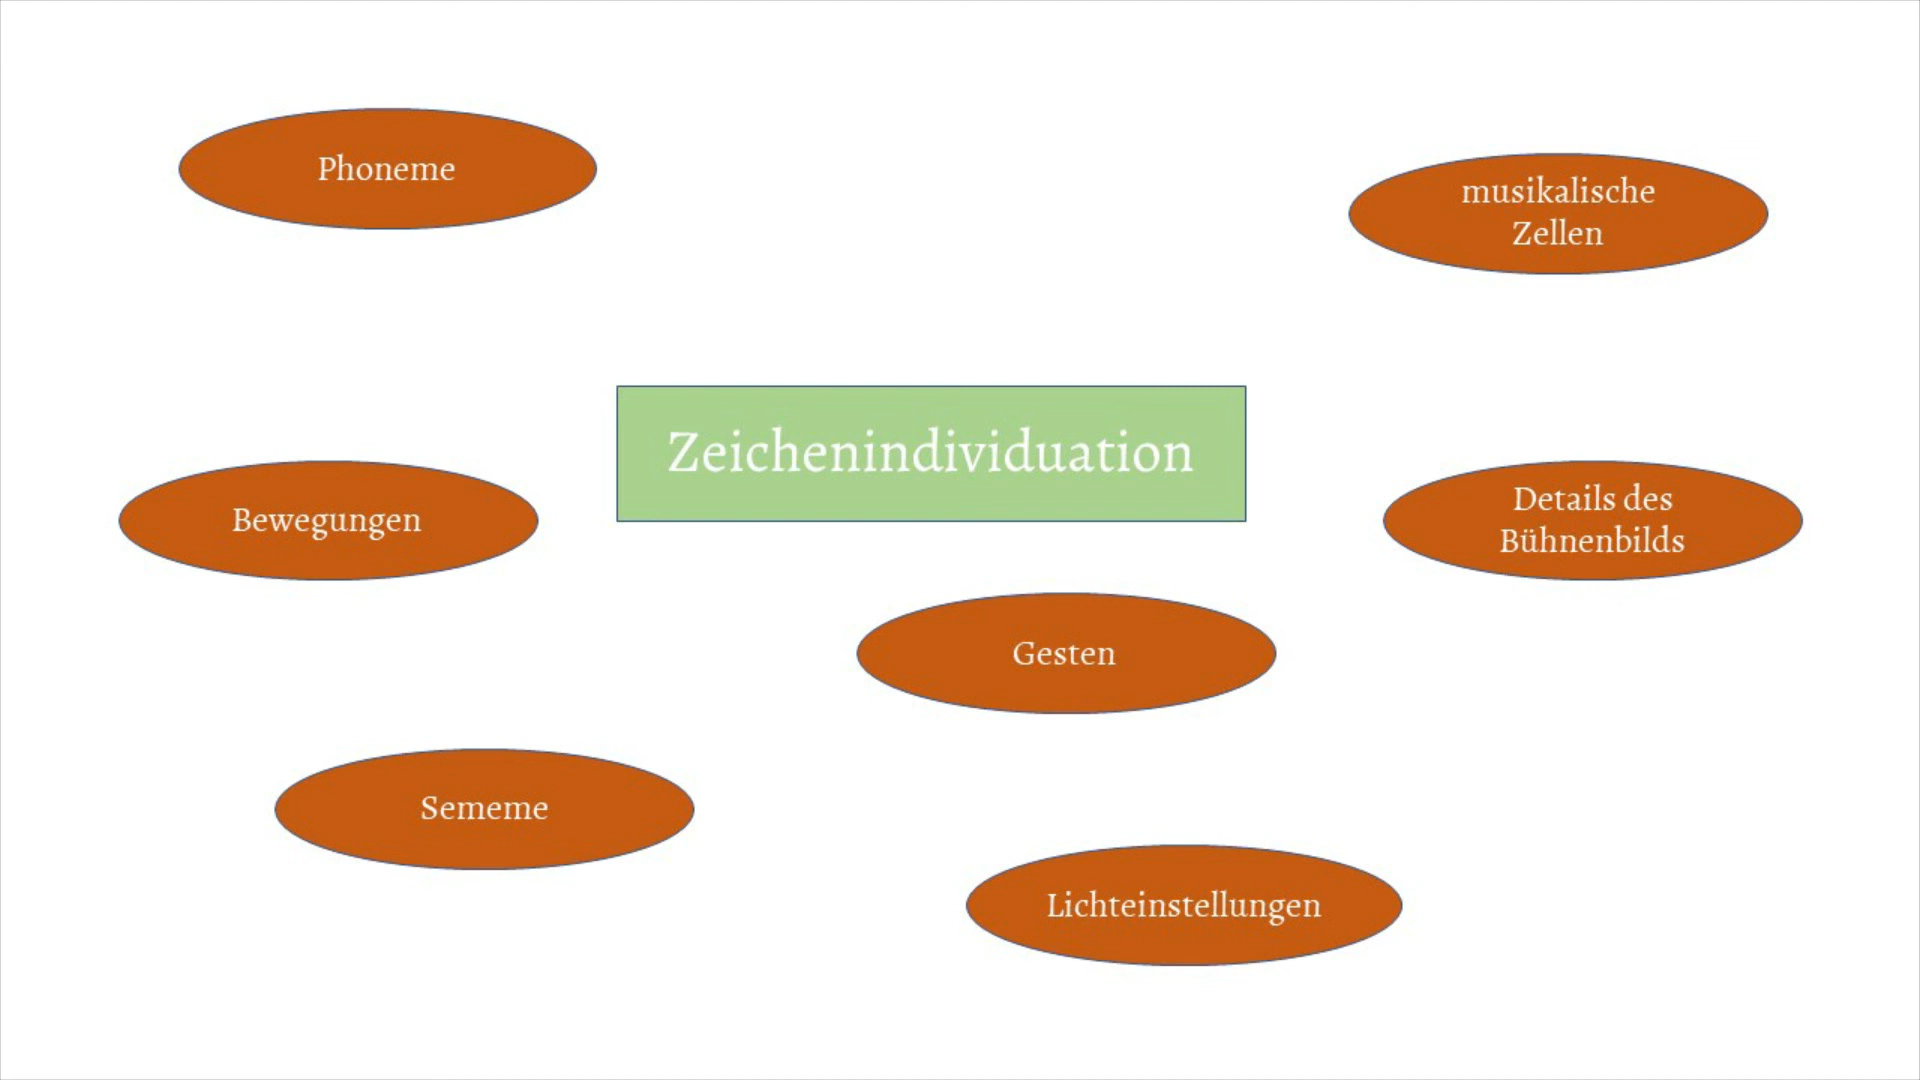 Phoneme
musikalische
Zellen
Zeichenindividuation
Bewegungen
Details des
Bühnenbilds
Gesten
Sememe
Lichteinstellungen